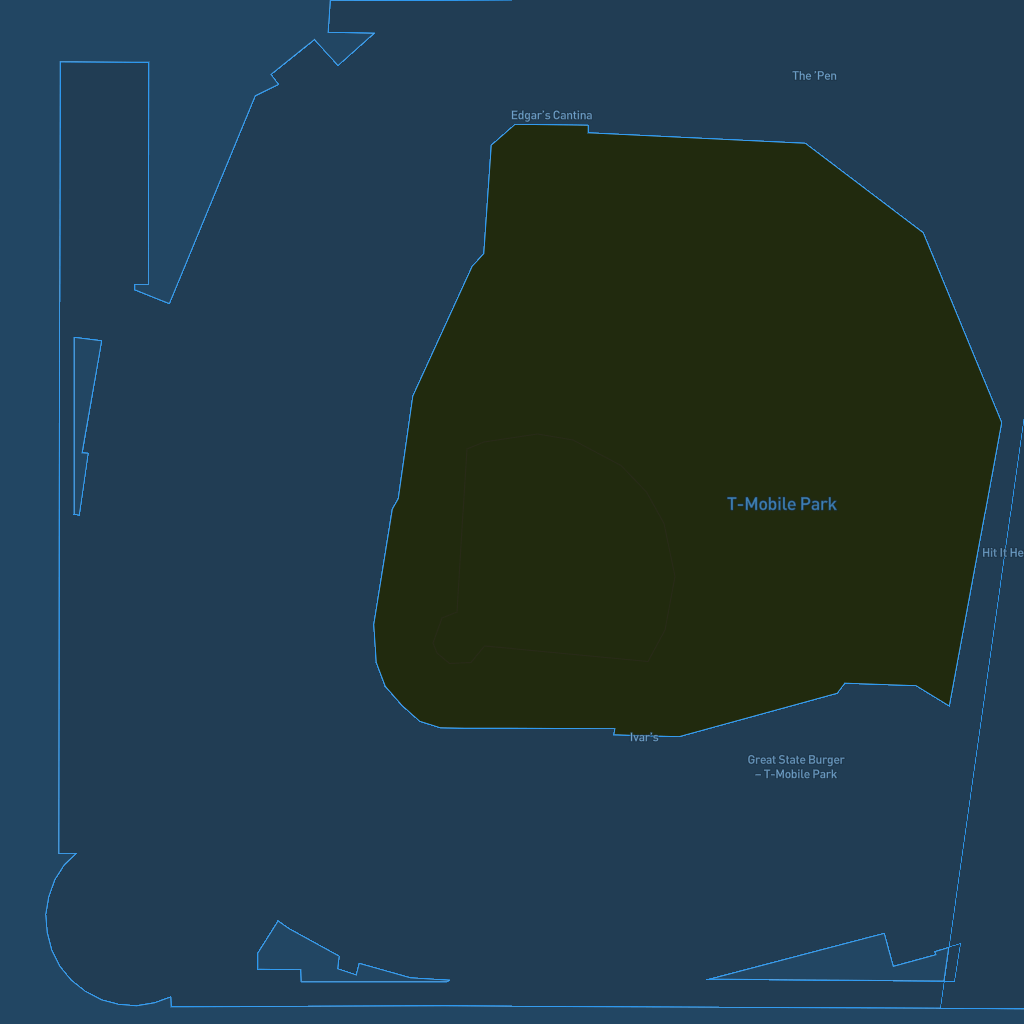 The 'Pen
Edgar's Cantina
T-Mobile Park
Hit It He
Ivar's
Great State Burger
– T-Mobile Park